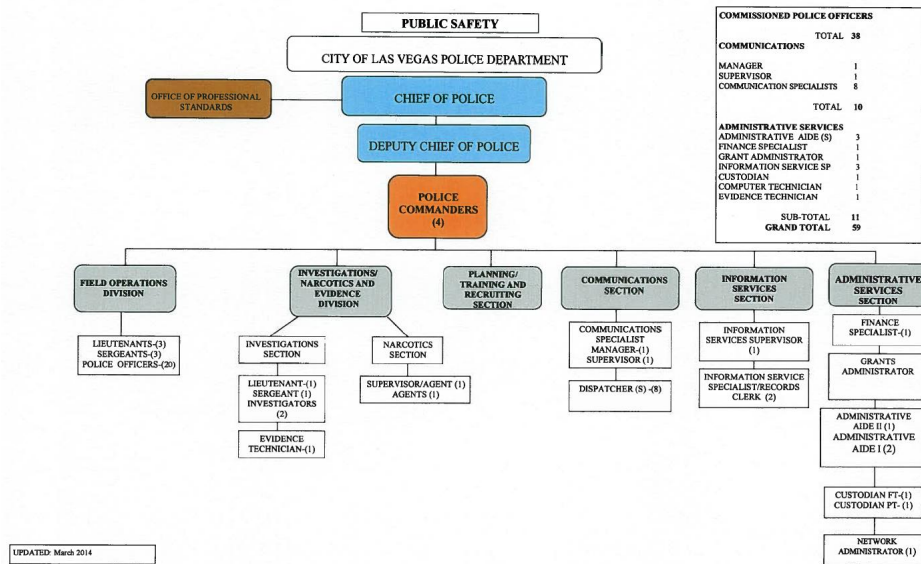 PUBLIC SAFETY
CITY OF LAS VEGAS POLICE DEPARTMENT
OFFICE OF PROFESSIONAL
STANDARDS
CHIEF OF POLICE
DEPUTY CHIEF OF POLICE
POLICE
COMMANDERS
(4)
COMMISSIONED POLICE OFFICERS
TOTAL 38
COMMUNICATIONS
MANAGER 1
SUPERVISOR 1
COMMUNICATION SPECIALISTS 8
TOTAL 10
ADMINISTRATIVE SERVICES
ADMINISTRATIVE AIDE (S) 3
FINANCE SPECIALIST 1
GRANT ADMINISTRATOR 1
INFORMATION SERVICE SP 3
CUSTODIAN 1
COMPUTER TECHNICIAN 1
EVIDENCE TECHNICIAN 1
SUB-TOTAL 11
GRAND TOTAL 59
FIELD OPERATIONS
DIVISION
LIEUTENANTS-(3)
SERGEANTS-(3)
POLICE OFFICERS-(20)
INVESTIGATIONS/
NARCOTICS AND
EVIDENCE
DIVISION
INVESTIGATIONS
SECTION
LIEUTENANT-(1)
SERGEANT (1)
INVESTIGATORS
(2)
EVIDENCE
TECHNICIAN-(1)
NARCOTICS
SECTION
SUPERVISOR/AGENT (1)
AGENTS (1)
PLANNING/
TRAINING AND
RECRUITING
SECTION
COMMUNICATIONS
SECTION
COMMUNICATIONS
SPECIALIST
MANAGER-(1)
SUPERVISOR (1)
DISPATCHER (S) -(8)
INFORMATION
SERVICES
SECTION
INFORMATION
SERVICES SUPERVISOR
(1)
INFORMATION SERVICE
SPECIALIST/RECORDS
CLERK (2)
ADMINISTRATIVE
SERVICES
SECTION
FINANCE
SPECIALIST-(1)
GRANTS
ADMINISTRATOR
ADMINISTRATIVE
AIDE II (1)
ADMINISTRATIVE
AIDE I (2)
CUSTODIAN FT-(1)
CUSTODIAN PT- (1)
NETWORK
ADMINISTRATOR (1)
UPDATED: March 2014